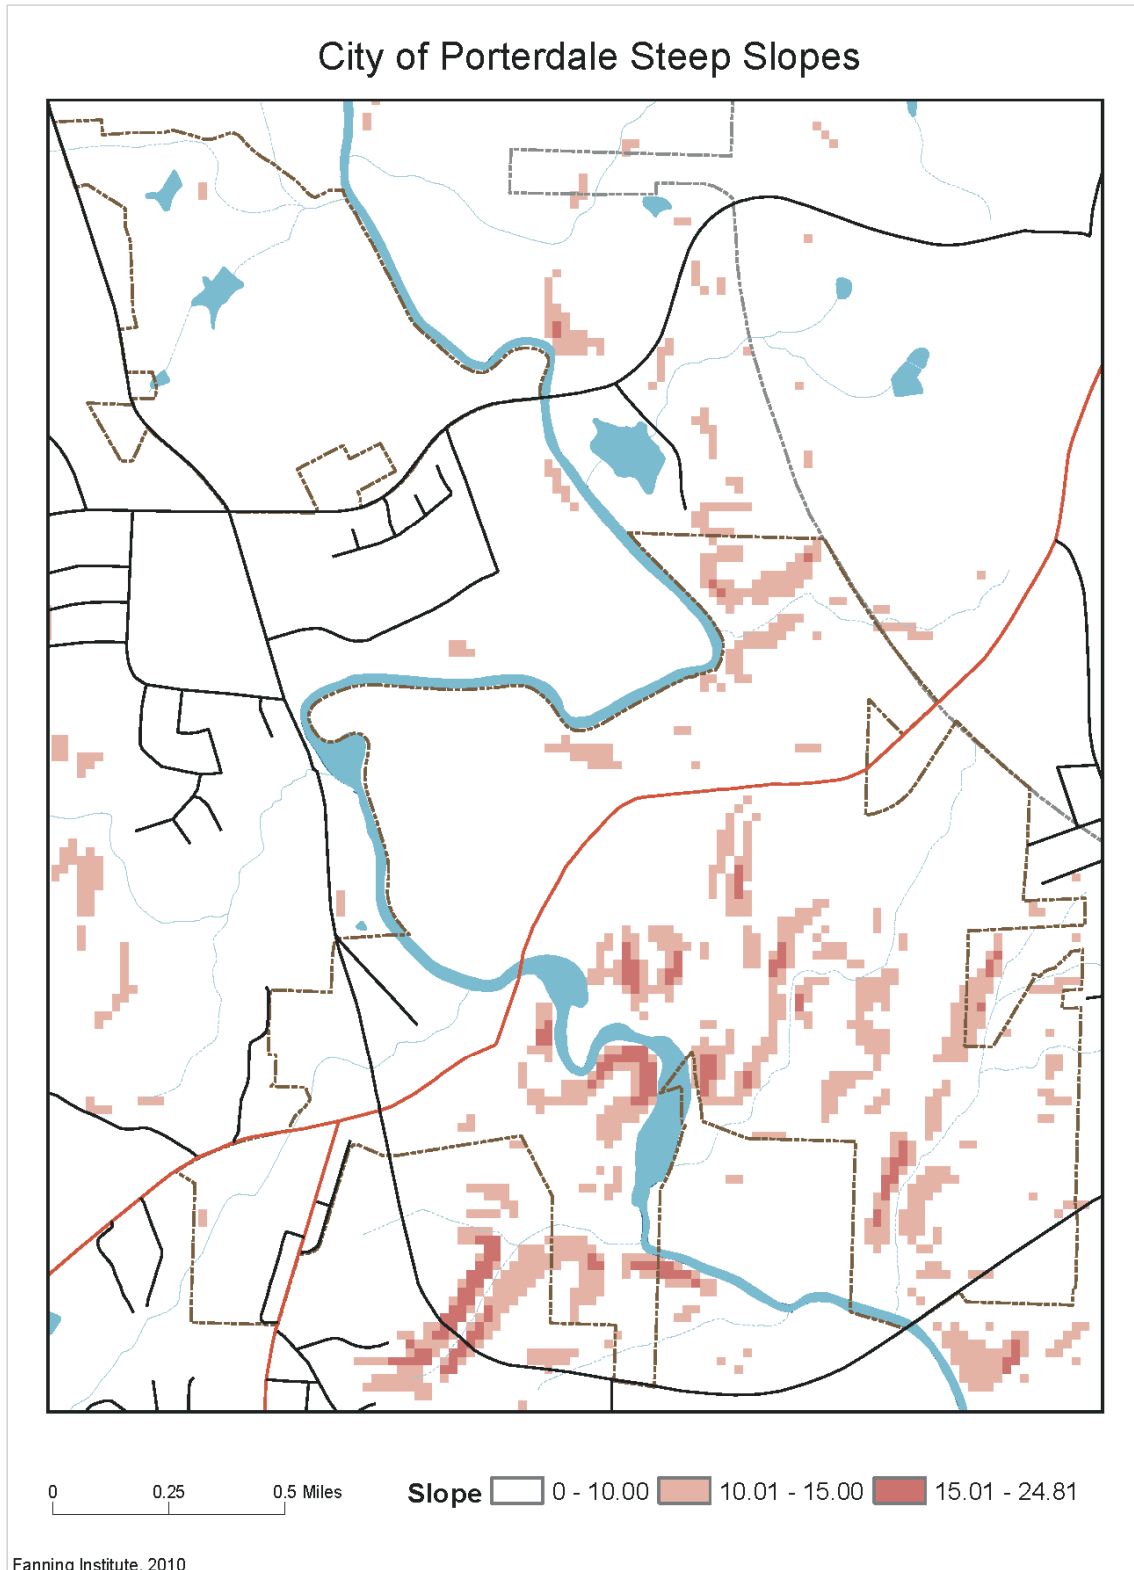 City of Porterdale Steep Slopes
0 0.25 0.5 Miles
Slope 0 - 10.00 10.01 - 15.00 15.01 - 24.81
Fanning Institute, 2010